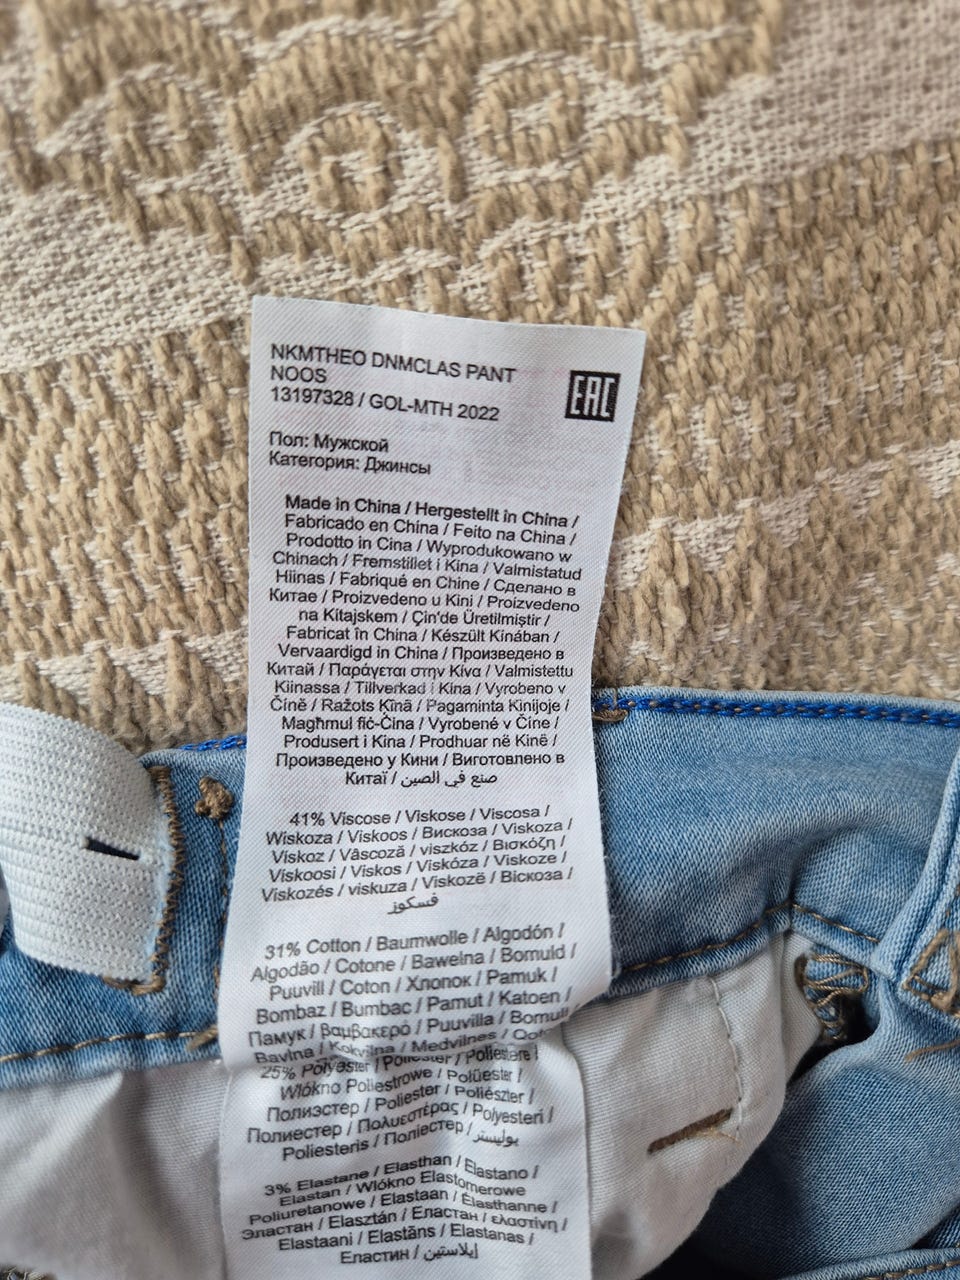 NKMTHEO DNMCLAS PANT
NOOS
13197328 / GOL-MTH 2022
EAC
Пол: Мужской
Категория: Джинсы
Made in China / Hergestellt in China /
Fabricado en China / Feito na China /
Prodotto in Cina / Wyprodukowano w
Chinach / Fremstillet i Kina / Valmistatud
Hiinas / Fabriqué en Chine / Сделано в
Китае / Proizvedeno u Kini / Proizvedeno
na Kitajskem / Çin'de Üretilmiştir /
Fabricat în China / Készült Kínában /
Vervaardigd in China / Произведено в
Китай / Παράγεται στην Κίνα / Valmistettu
Kiinassa / Tillverkad i Kina / Vyrobeno v
Číně / Ražots Ķīnā / Pagaminta Kinijoje /
Magħmul fiċ-Ċina / Vyrobené v Číne /
Produsert i Kina / Prodhuar në Kinë /
Произведено у Кини / Виготовлено в
Китаї / صنع في الصين
41% Viscose / Viskose / Viscosa /
Wiskoza / Viskoos / Вискоза / Viskoza /
Viskoz / Vâscoză / viszkóz / Βισκόζη /
Viskoosi / Viskos / Viskóza / Viskoze /
Viskozės / viskuza / Viskozë / Віскоза /
فسكوز
31% Cotton / Baumwolle / Algodón /
Algodão / Cotone / Bawełna / Bomuld /
Puuvill / Coton / Хлопок / Pamuk /
Bombaz / Bumbac / Pamut / Katoen /
Памук / βαμβακερό / Puuvilla / Bomull
Bavlna / Kokvilna / Medvilnės /
25% Polyester / Poliester / Poliestere /
Włókno Poliestrowe / Polüester /
Полиэстер / Poliester / Poliészter /
Полиестер / Πολυεστέρας / Polyesteri /
Poliesteris / Поліестер / بوليستر
3% Elastane / Elasthan / Elastano /
Elastan / Włókno Elastomerowe
Poliuretanowe / Elastaan / Élasthanne /
Эластан / Elasztán / Еластан / ελαστίνη /
Elastaani / Elastāns / Elastanas /
Еластин / إيلاستين